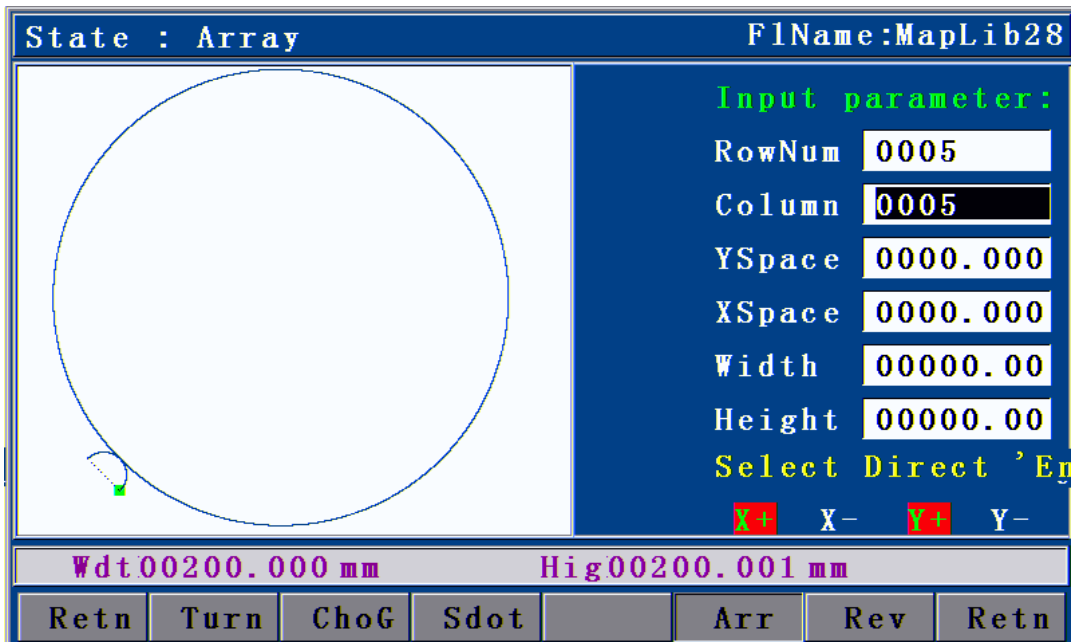 State : Array FlName:MapLib28
Input parameter:
RowNum 0005
Column 0005
YSpace 0000.000
XSpace 0000.000
Width 00000.00
Height 00000.00
Select Direct 'En
X+ X- Y+ Y-
Wdt:00200.000 mm Hig:00200.001 mm
Retn Turn ChoG Sdot Arr Rev Retn